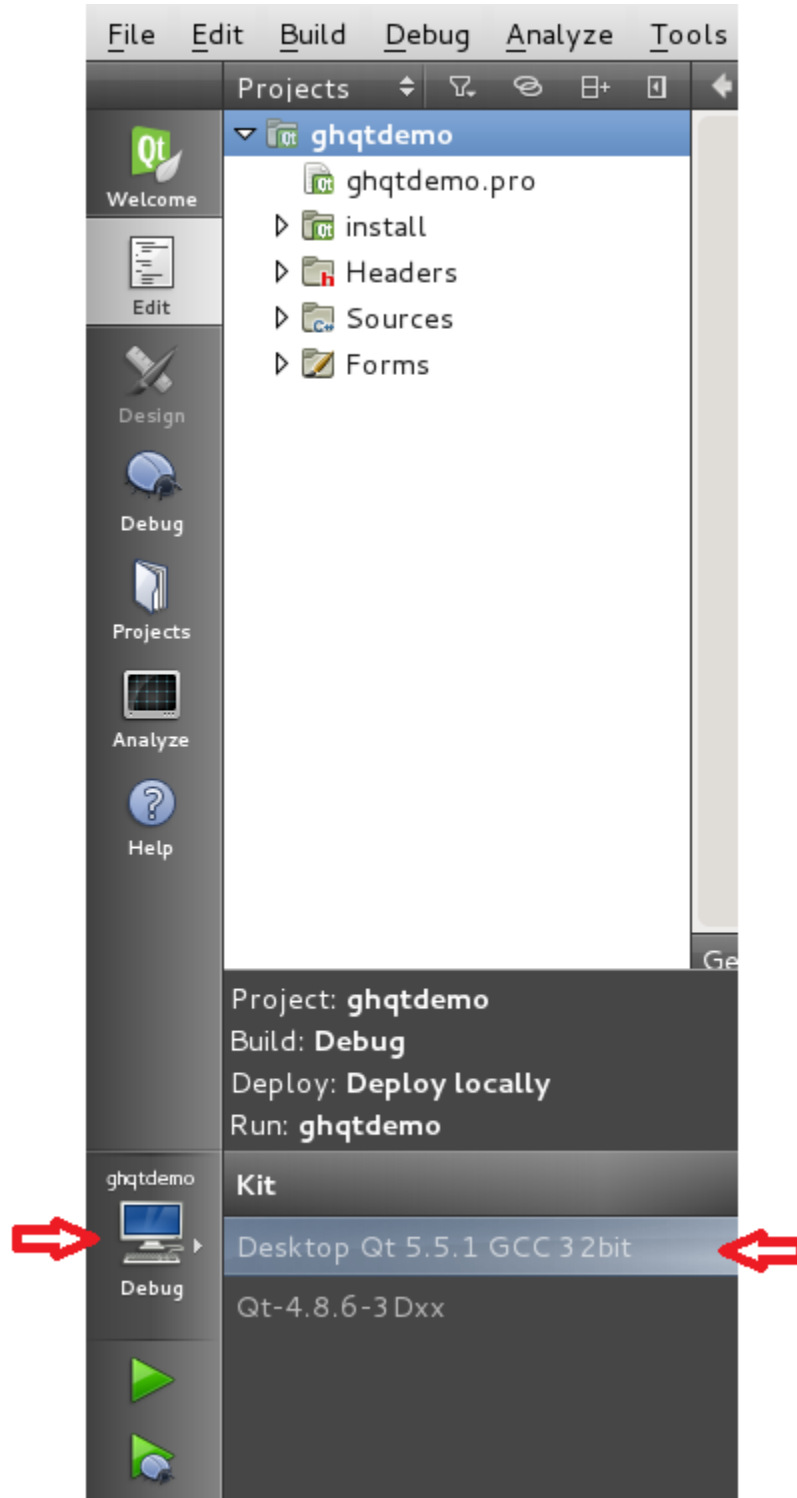 File Edit Build Debug Analyze Tools
Projects
Welcome
Edit
Design
Debug
Projects
Analyze
Help
ghqtdemo
ghqtdemo.pro
install
Headers
Sources
Forms
Ge
Project: ghqtdemo
Build: Debug
Deploy: Deploy locally
Run: ghqtdemo
ghqtdemo
Debug
Kit
Desktop Qt 5.5.1 GCC 32bit
Qt-4.8.6-3Dxx